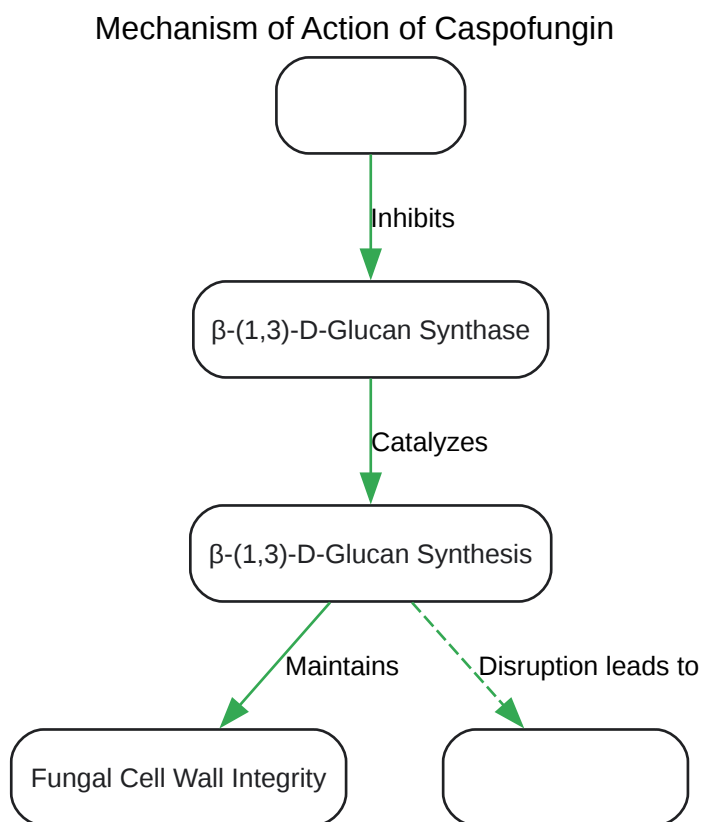 Mechanism of Action of Caspofungin
Inhibits
β-(1,3)-D-Glucan Synthase
Catalyzes
β-(1,3)-D-Glucan Synthesis
Maintains
Disruption leads to
Fungal Cell Wall Integrity